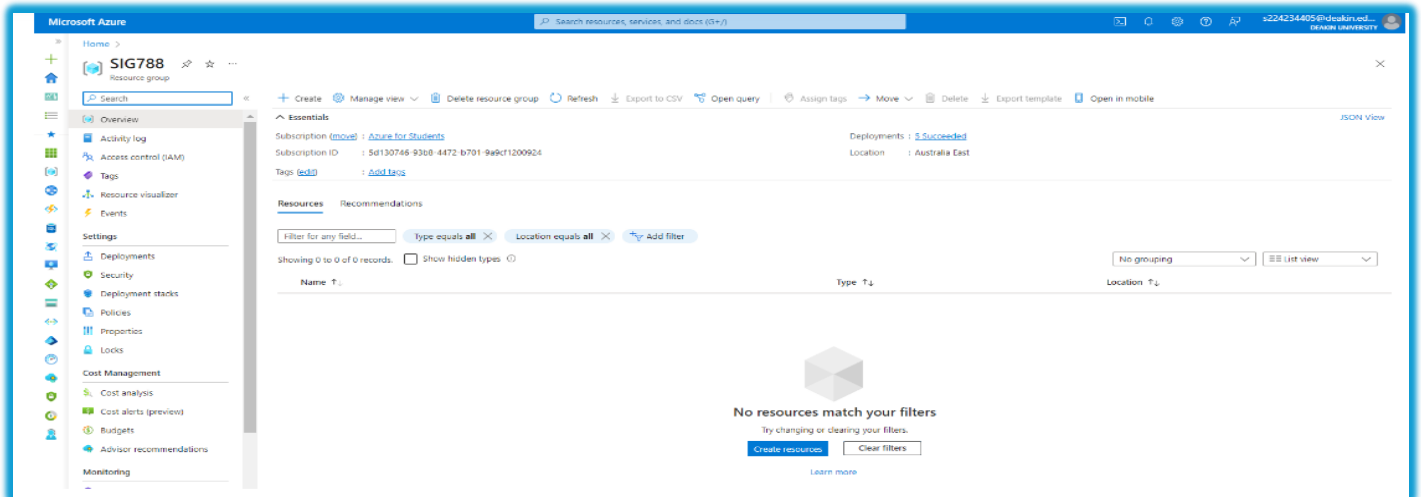 Microsoft Azure
Search resources, services, and docs (G+/)
s224234405@deakin.ed...
DEAKIN UNIVERSITY
Home >
SIG788
Resource group
Search
Create Manage view Delete resource group Refresh Export to CSV Open query Assign tags Move Delete Export template Open in mobile
Overview
Activity log
Access control (IAM)
Tags
Resource visualizer
Events
Settings
Deployments
Security
Deployment stacks
Policies
Properties
Locks
Cost Management
Cost analysis
Cost alerts (preview)
Budgets
Advisor recommendations
Monitoring
Essentials
JSON View
Subscription (move) : Azure for Students
Deployments : 5 Succeeded
Subscription ID : 5d130746-93b8-4472-b701-9a9cf1200924
Location : Australia East
Tags (edit) : Add tags
Resources Recommendations
Filter for any field... Type equals all Location equals all Add filter
Showing 0 to 0 of 0 records. Show hidden types
No grouping List view
Name Type Location
No resources match your filters
Try changing or clearing your filters.
Create resources Clear filters
Learn more